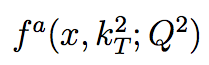 $f^a(x, k_T^2; Q^2)$